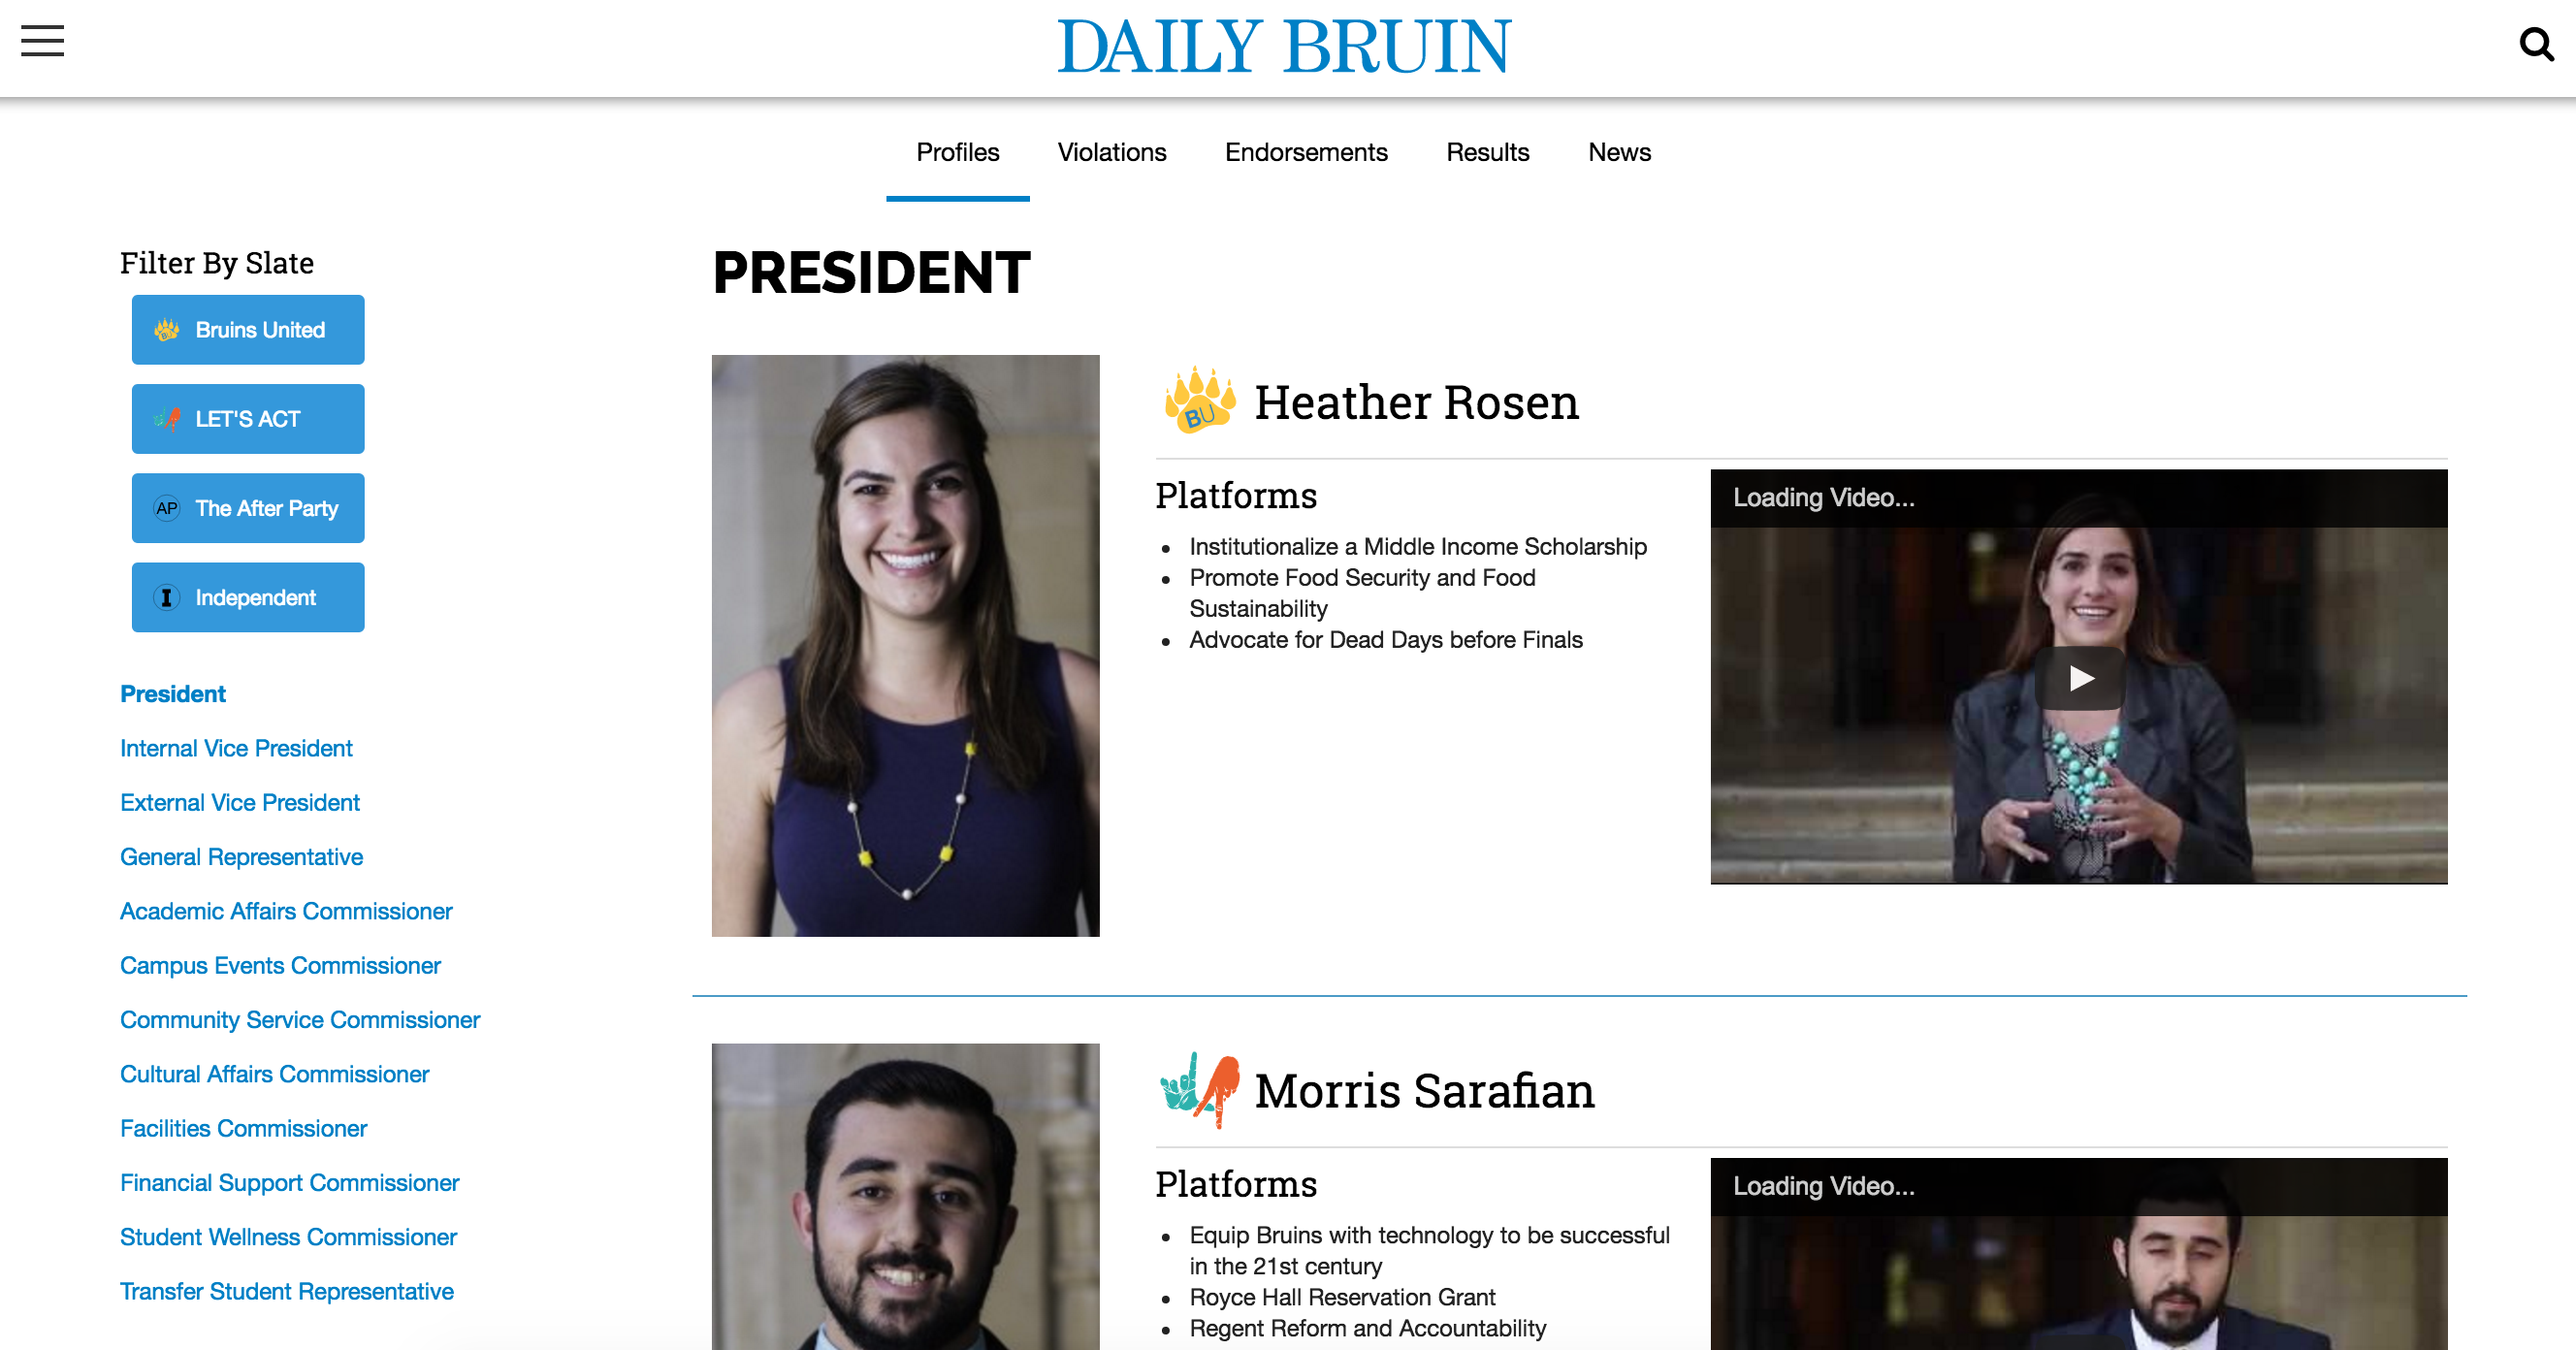 DAILY BRUIN
Profiles Violations Endorsements Results News
Filter By Slate
BU Bruins United
LET'S ACT
AP The After Party
I Independent
President
Internal Vice President
External Vice President
General Representative
Academic Affairs Commissioner
Campus Events Commissioner
Community Service Commissioner
Cultural Affairs Commissioner
Facilities Commissioner
Financial Support Commissioner
Student Wellness Commissioner
Transfer Student Representative
PRESIDENT
BU Heather Rosen
Platforms
• Institutionalize a Middle Income Scholarship
• Promote Food Security and Food
Sustainability
• Advocate for Dead Days before Finals
Loading Video...
Morris Sarafian
Platforms
• Equip Bruins with technology to be successful
in the 21st century
• Royce Hall Reservation Grant
• Regent Reform and Accountability
Loading Video...